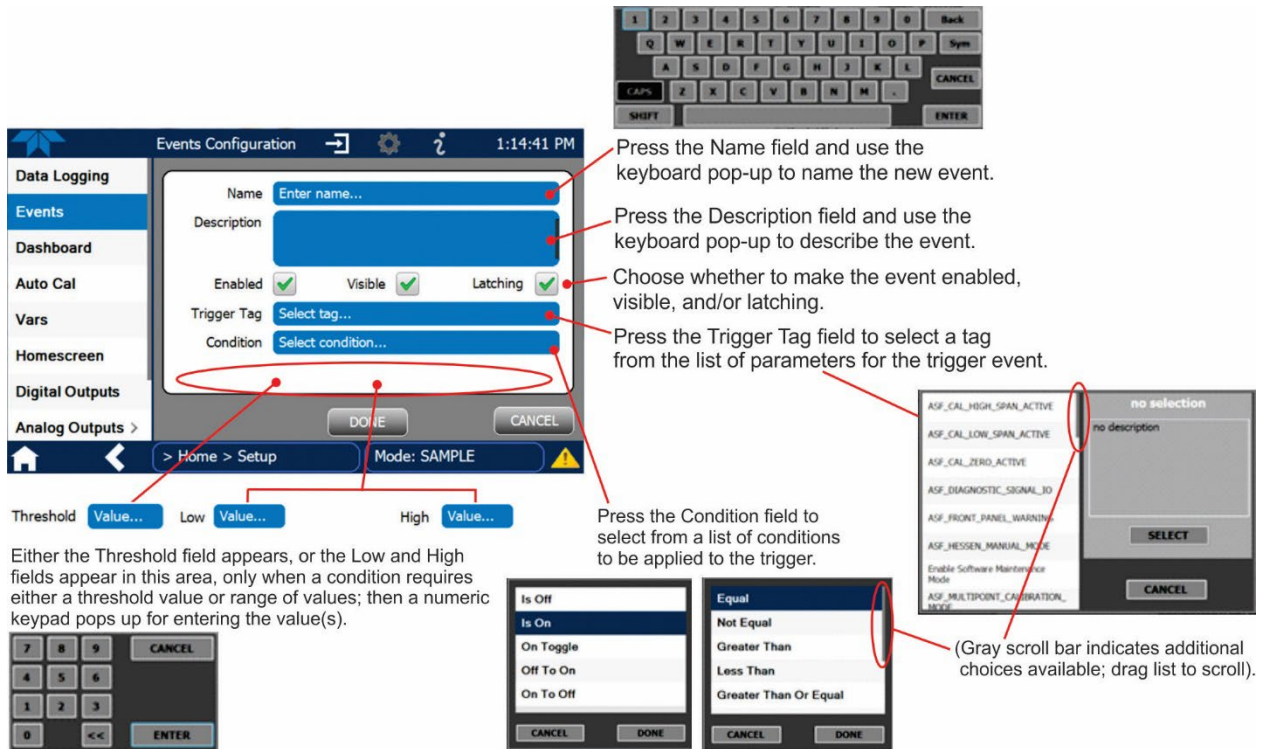 1 2 3 4 5 6 7 8 9 0 Back
Q W E R T Y U I O P Sym
A S D F G H J K L CANCEL
CAPS Z X C V B N M .
SHIFT ENTER
Events Configuration i 1:14:41 PM
Data Logging
Events
Dashboard
Auto Cal
Vars
Homescreen
Digital Outputs
Analog Outputs >
Name Enter name...
Description
Enabled Visible Latching
Trigger Tag Select tag...
Condition Select condition...
DONE CANCEL
> Home > Setup Mode: SAMPLE
Press the Name field and use the
keyboard pop-up to name the new event.
Press the Description field and use the
keyboard pop-up to describe the event.
Choose whether to make the event enabled,
visible, and/or latching.
Press the Trigger Tag field to select a tag
from the list of parameters for the trigger event.
ASF_CAL_HIGH_SPAN_ACTIVE
ASF_CAL_LOW_SPAN_ACTIVE
ASF_CAL_ZERO_ACTIVE
ASF_DIAGNOSTIC_SIGNAL_IO
ASF_FRONT_PANEL_WARNING
ASF_HESSEN_MANUAL_MODE
Enable Software Maintenance
Mode
ASF_MULTIPOINT_CALIBRATION_
MODE
no selection
no description
SELECT
CANCEL
Threshold Value... Low Value... High Value...
Either the Threshold field appears, or the Low and High
fields appear in this area, only when a condition requires
either a threshold value or range of values; then a numeric
keypad pops up for entering the value(s).
7 8 9 CANCEL
4 5 6
1 2 3
0 << ENTER
Press the Condition field to
select from a list of conditions
to be applied to the trigger.
Is Off
Is On
On Toggle
Off To On
On To Off
CANCEL DONE
Equal
Not Equal
Greater Than
Less Than
Greater Than Or Equal
CANCEL DONE
(Gray scroll bar indicates additional
choices available; drag list to scroll).